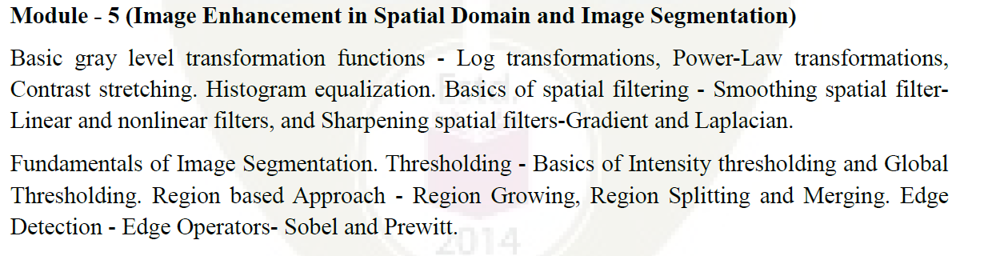 Module - 5 (Image Enhancement in Spatial Domain and Image Segmentation)
Basic gray level transformation functions - Log transformations, Power-Law transformations,
Contrast stretching. Histogram equalization. Basics of spatial filtering - Smoothing spatial filter-
Linear and nonlinear filters, and Sharpening spatial filters-Gradient and Laplacian.
Fundamentals of Image Segmentation. Thresholding - Basics of Intensity thresholding and Global
Thresholding. Region based Approach - Region Growing, Region Splitting and Merging. Edge
Detection - Edge Operators- Sobel and Prewitt.
Estd.
2014